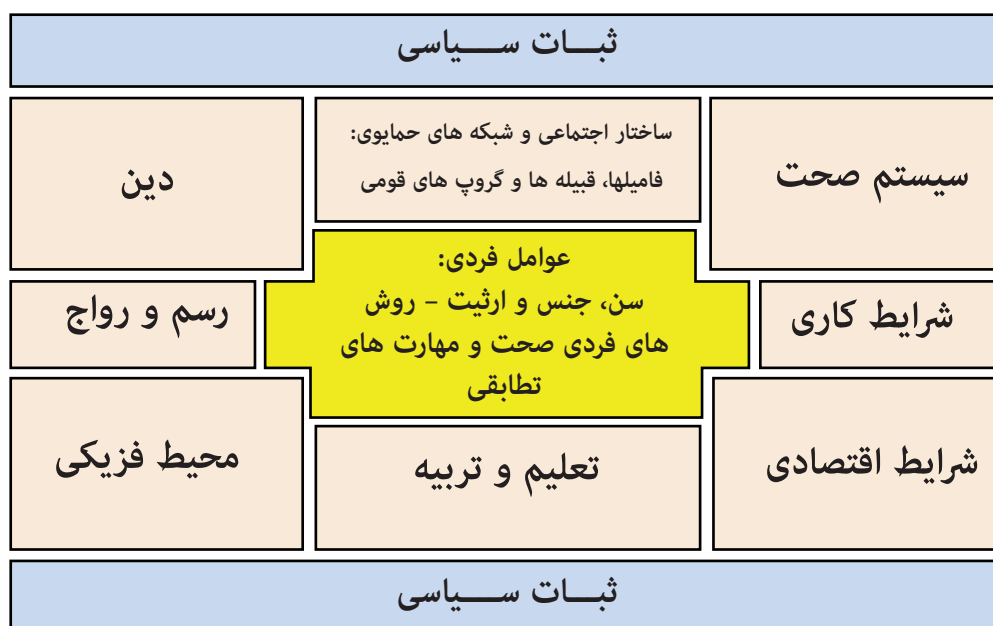 ثبـــات ســـیاسی
سیستم صحت
ساختار اجتماعی و شبکه های حمایوی:
فامیلها، قبیله ها و گروپ های قومی
دین
شرایط کاری
عوامل فردی:
سن، جنس و ارثیت – روش
های فردی صحت و مهارت های
تطابقی
رسم و رواج
شرایط اقتصادی
تعلیم و تربیه
محیط فزیکی
ثبـــات ســـیاسی